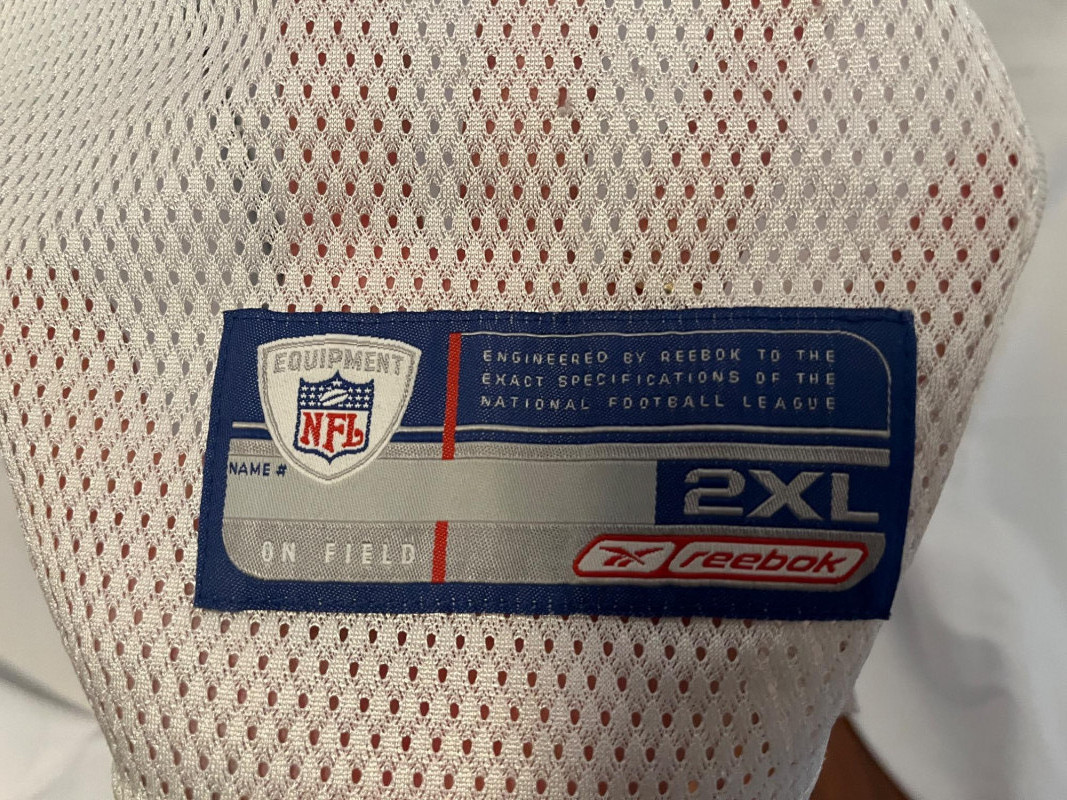 EQUIPMENT
NFL
ENGINEERED BY REEBOK TO THE
EXACT SPECIFICATIONS OF THE
NATIONAL FOOTBALL LEAGUE
NAME #
2XL
ON FIELD
reebok